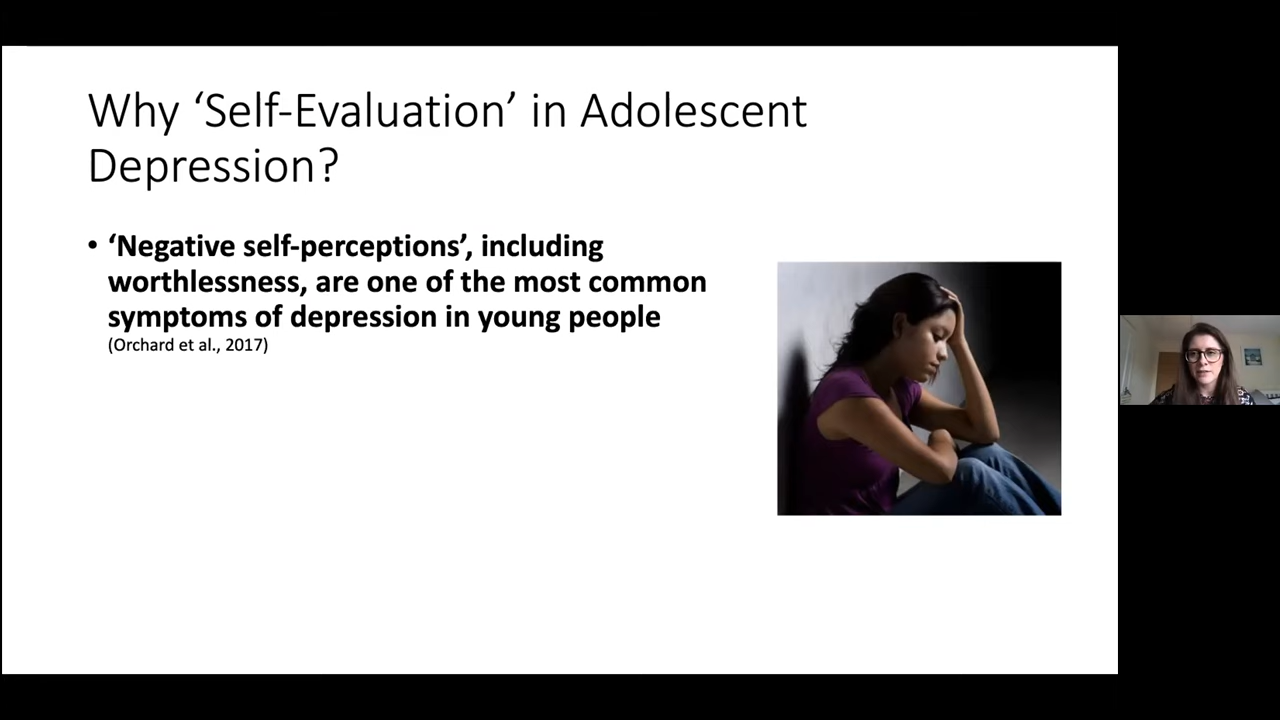 Why ‘Self-Evaluation’ in Adolescent
Depression?
• ‘Negative self-perceptions’, including
worthlessness, are one of the most common
symptoms of depression in young people
(Orchard et al., 2017)